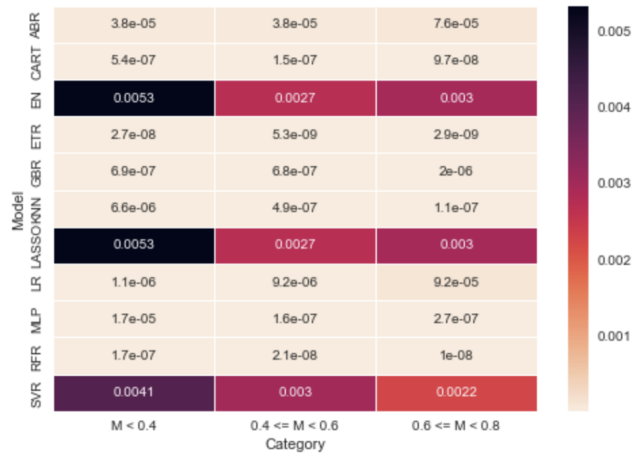 ABR 3.8e-05 3.8e-05 7.6e-05
CART 5.4e-07 1.5e-07 9.7e-08
EN 0.0053 0.0027 0.003
ETR 2.7e-08 5.3e-09 2.9e-09
GBR 6.9e-07 6.8e-07 2e-06
KNN 6.6e-06 4.9e-07 1.1e-07
LASSO 0.0053 0.0027 0.003
LR 1.1e-06 9.2e-06 9.2e-05
MLP 1.7e-05 1.6e-07 2.7e-07
RFR 1.7e-07 2.1e-08 1e-08
SVR 0.0041 0.003 0.0022
Model
M < 0.4 0.4 <= M < 0.6 0.6 <= M < 0.8
Category
0.005
0.004
0.003
0.002
0.001